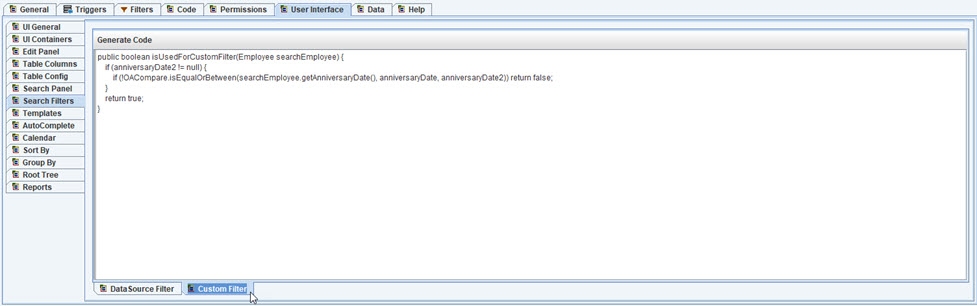 General Triggers Filters Code Permissions User Interface Data Help
UI General
UI Containers
Edit Panel
Table Columns
Table Config
Search Panel
Search Filters
Templates
AutoComplete
Calendar
Sort By
Group By
Root Tree
Reports
Generate Code
public boolean isUsedForCustomFilter(Employee searchEmployee) {
if (anniversaryDate2 != null) {
if (!OACompare.isEqualOrBetween(searchEmployee.getAnniversaryDate(), anniversaryDate, anniversaryDate2)) return false;
}
return true;
}
DataSource Filter Custom Filter